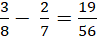 3/8 − 2/7 = 19/56